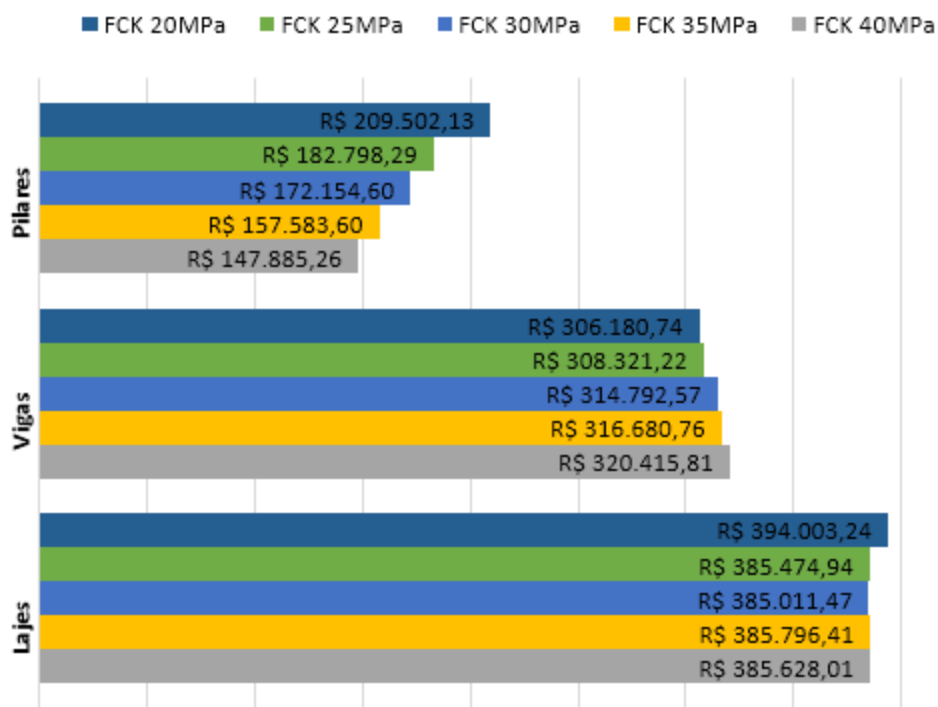 FCK 20MPa FCK 25MPa FCK 30MPa FCK 35MPa FCK 40MPa
Pilares
R$ 209.502,13
R$ 182.798,29
R$ 172.154,60
R$ 157.583,60
R$ 147.885,26
Vigas
R$ 306.180,74
R$ 308.321,22
R$ 314.792,57
R$ 316.680,76
R$ 320.415,81
Lajes
R$ 394.003,24
R$ 385.474,94
R$ 385.011,47
R$ 385.796,41
R$ 385.628,01